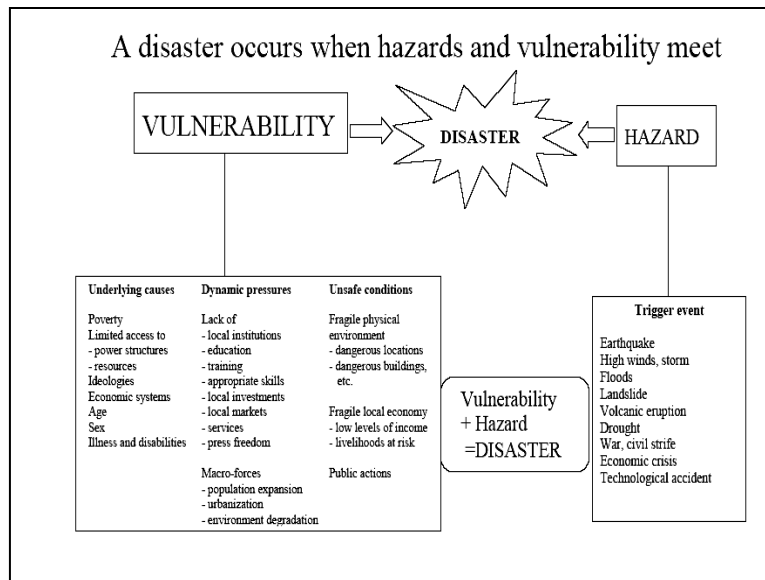 A disaster occurs when hazards and vulnerability meet
VULNERABILITY
DISASTER
HAZARD
Underlying causes
Poverty
Limited access to
- power structures
- resources
Ideologies
Economic systems
Age
Sex
Illness and disabilities
Dynamic pressures
Lack of
- local institutions
- education
- training
- appropriate skills
- local investments
- local markets
- services
- press freedom
Macro-forces
- population expansion
- urbanization
- environment degradation
Unsafe conditions
Fragile physical
environment
- dangerous locations
- dangerous buildings,
etc.
Fragile local economy
- low levels of income
- livelihoods at risk
Public actions
Vulnerability
+ Hazard
=DISASTER
Trigger event
Earthquake
High winds, storm
Floods
Landslide
Volcanic eruption
Drought
War, civil strife
Economic crisis
Technological accident